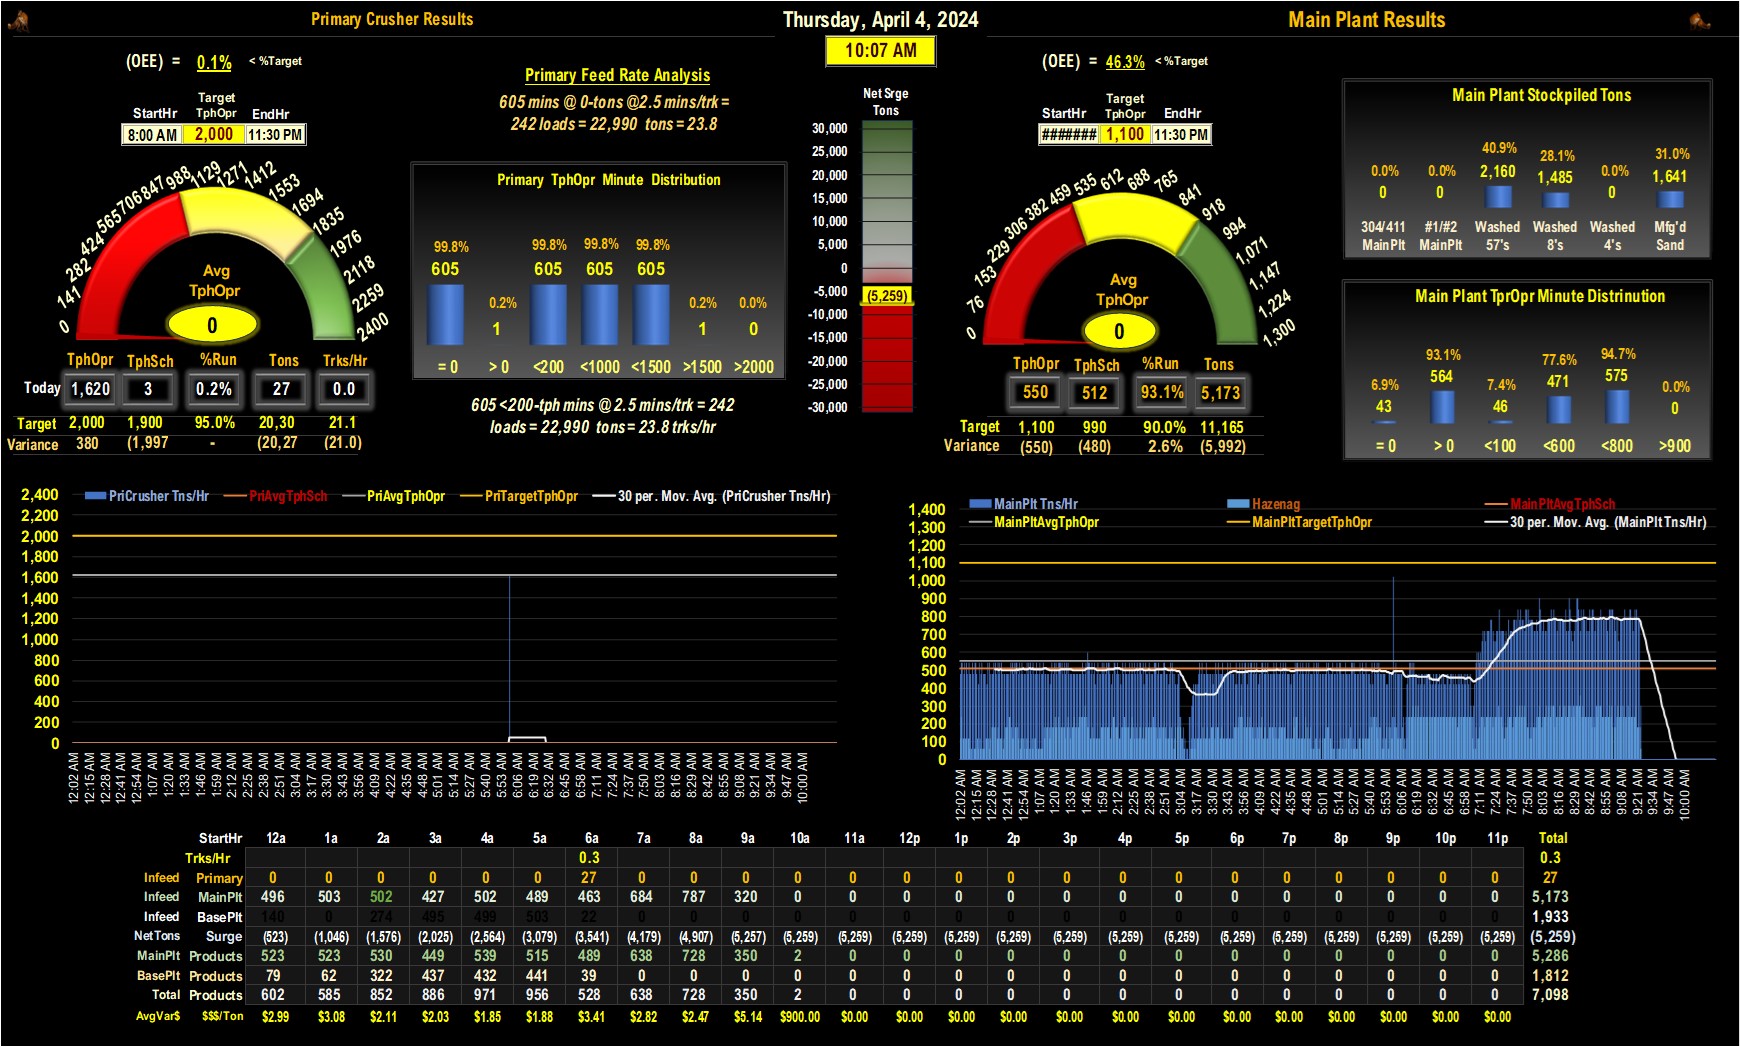 Primary Crusher Results
Thursday, April 4, 2024
Main Plant Results
10:07 AM
(OEE) = 0.1% < %Target
StartHr Target TphOpr EndHr
8:00 AM 2,000 11:30 PM
0 141 282 424 565 706 847 988 1129 1271 1412 1553 1694 1835 1976 2118 2259 2400
Avg
TphOpr
0
TphOpr TphSch %Run Tons Trks/Hr
Today 1,620 3 0.2% 27 0.0
Target 2,000 1,900 95.0% 20,30 21.1
Variance 380 (1,997 - (20,27 (21.0)
Primary Feed Rate Analysis
605 mins @ 0-tons @2.5 mins/trk =
242 loads = 22,990 tons = 23.8
Primary TphOpr Minute Distribution
99.8% 0.2% 99.8% 99.8% 99.8% 0.2% 0.0%
605 1 605 605 605 1 0
= 0 > 0 <200 <1000 <1500 >1500 >2000
605 <200-tph mins @ 2.5 mins/trk = 242
loads = 22,990 tons = 23.8 trks/hr
Net Srge
Tons
30,000
25,000
20,000
15,000
10,000
5,000
0
-5,000
(5,259)
-10,000
-15,000
-20,000
-25,000
-30,000
(OEE) = 46.3% < %Target
StartHr Target TphOpr EndHr
####### 1,100 11:30 PM
0 76 153 229 306 382 459 535 612 688 765 841 918 994 1,071 1,147 1,224 1,300
Avg
TphOpr
0
TphOpr TphSch %Run Tons
550 512 93.1% 5,173
Target 1,100 990 90.0% 11,165
Variance (550) (480) 2.6% (5,992)
Main Plant Stockpiled Tons
0.0% 0.0% 40.9% 28.1% 0.0% 31.0%
0 0 2,160 1,485 0 1,641
304/411 #1/#2 Washed Washed Washed Mfg'd
MainPlt MainPlt 57's 8's 4's Sand
Main Plant TprOpr Minute Distrinution
6.9% 93.1% 7.4% 77.6% 94.7% 0.0%
43 564 46 471 575 0
= 0 > 0 <100 <600 <800 >900
PriCrusher Tns/Hr PriAvgTphSch PriAvgTphOpr PriTargetTphOpr 30 per. Mov. Avg. (PriCrusher Tns/Hr)
2,400
2,200
2,000
1,800
1,600
1,400
1,200
1,000
800
600
400
200
0
12:02 AM 12:15 AM 12:28 AM 12:41 AM 12:54 AM 1:07 AM 1:20 AM 1:33 AM 1:46 AM 1:59 AM 2:12 AM 2:25 AM 2:38 AM 2:51 AM 3:04 AM 3:17 AM 3:30 AM 3:43 AM 3:56 AM 4:09 AM 4:22 AM 4:35 AM 4:48 AM 5:01 AM 5:14 AM 5:27 AM 5:40 AM 5:53 AM 6:06 AM 6:19 AM 6:32 AM 6:45 AM 6:58 AM 7:11 AM 7:24 AM 7:37 AM 7:50 AM 8:03 AM 8:16 AM 8:29 AM 8:42 AM 8:55 AM 9:08 AM 9:21 AM 9:34 AM 9:47 AM 10:00 AM
MainPlt Tns/Hr Hazenag MainPltAvgTphSch
MainPltAvgTphOpr MainPltTargetTphOpr 30 per. Mov. Avg. (MainPlt Tns/Hr)
1,400
1,300
1,200
1,100
1,000
900
800
700
600
500
400
300
200
100
0
12:02 AM 12:15 AM 12:28 AM 12:41 AM 12:54 AM 1:07 AM 1:20 AM 1:33 AM 1:46 AM 1:59 AM 2:12 AM 2:25 AM 2:38 AM 2:51 AM 3:04 AM 3:17 AM 3:30 AM 3:43 AM 3:56 AM 4:09 AM 4:22 AM 4:35 AM 4:48 AM 5:01 AM 5:14 AM 5:27 AM 5:40 AM 5:53 AM 6:06 AM 6:19 AM 6:32 AM 6:45 AM 6:58 AM 7:11 AM 7:24 AM 7:37 AM 7:50 AM 8:03 AM 8:16 AM 8:29 AM 8:42 AM 8:55 AM 9:08 AM 9:21 AM 9:34 AM 9:47 AM 10:00 AM
StartHr 12a 1a 2a 3a 4a 5a 6a 7a 8a 9a 10a 11a 12p 1p 2p 3p 4p 5p 6p 7p 8p 9p 10p 11p Total
Trks/Hr 0.3 0.3
Infeed Primary 0 0 0 0 0 0 27 0 0 0 0 0 0 0 0 0 0 0 0 0 0 0 0 0 27
Infeed MainPlt 496 503 502 427 502 489 463 684 787 320 0 0 0 0 0 0 0 0 0 0 0 0 0 0 5,173
Infeed BasePlt 140 0 274 495 499 503 22 0 0 0 0 0 0 0 0 0 0 0 0 0 0 0 0 0 1,933
NetTons Surge (523) (1,046) (1,576) (2,025) (2,564) (3,079) (3,541) (4,179) (4,907) (5,257) (5,259) (5,259) (5,259) (5,259) (5,259) (5,259) (5,259) (5,259) (5,259) (5,259) (5,259) (5,259) (5,259) (5,259) (5,259)
MainPlt Products 523 523 530 449 539 515 489 638 728 350 2 0 0 0 0 0 0 0 0 0 0 0 0 0 5,286
BasePlt Products 79 62 322 437 432 441 39 0 0 0 0 0 0 0 0 0 0 0 0 0 0 0 0 0 1,812
Total Products 602 585 852 886 971 956 528 638 728 350 2 0 0 0 0 0 0 0 0 0 0 0 0 0 7,098
AvgVar$ $$$/Ton $2.99 $3.08 $2.11 $2.03 $1.85 $1.88 $3.41 $2.82 $2.47 $5.14 $900.00 $0.00 $0.00 $0.00 $0.00 $0.00 $0.00 $0.00 $0.00 $0.00 $0.00 $0.00 $0.00 $0.00